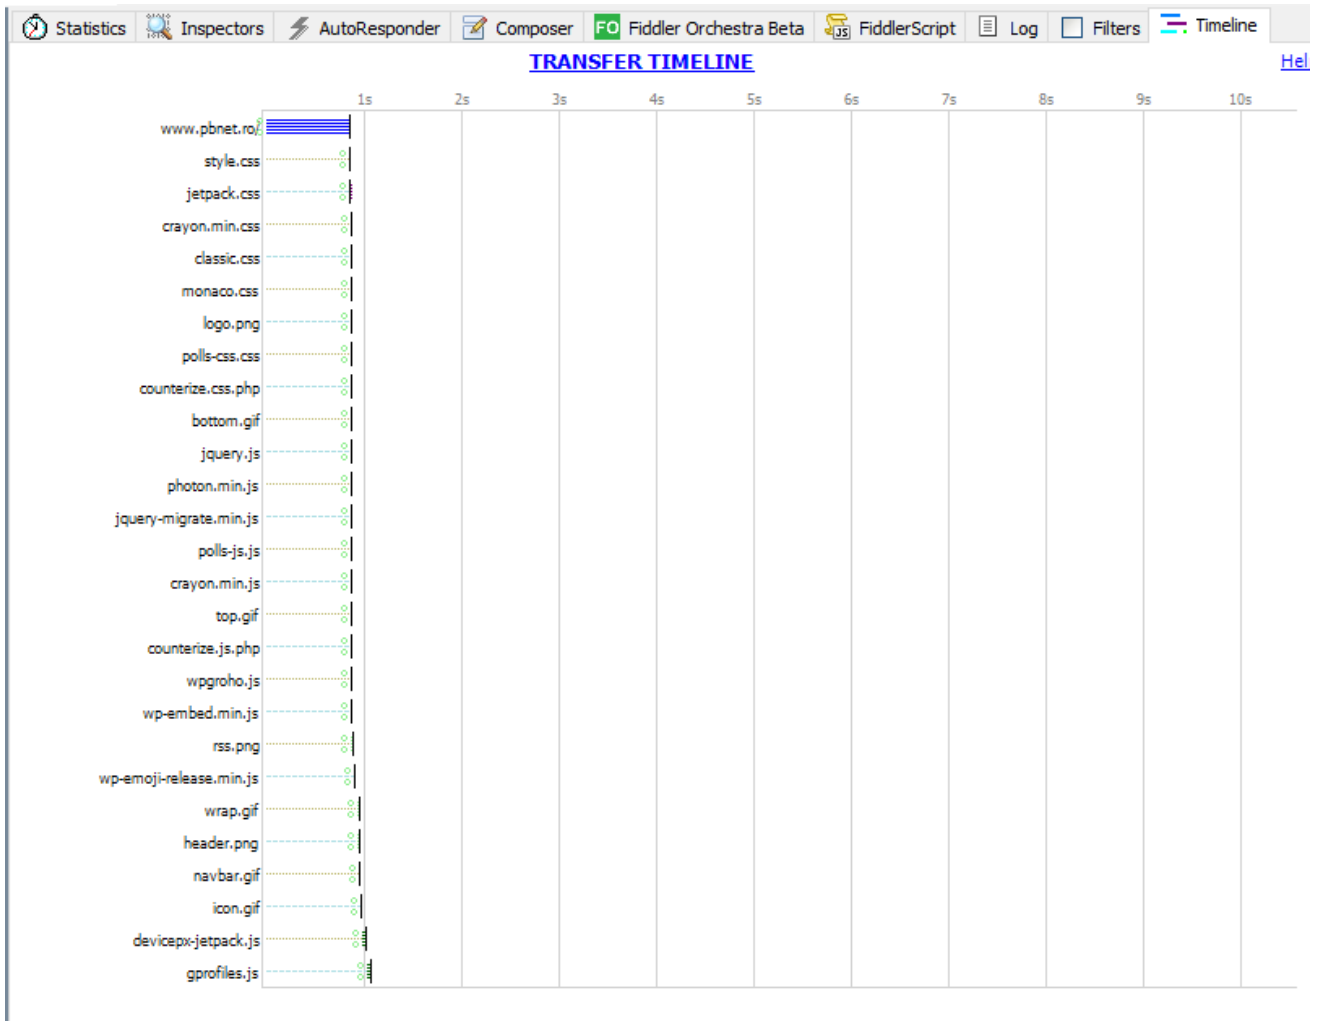 Statistics Inspectors AutoResponder Composer FO Fiddler Orchestra Beta JS FiddlerScript Log Filters Timeline
TRANSFER TIMELINE Hel
1s 2s 3s 4s 5s 6s 7s 8s 9s 10s
www.pbnet.ro/
style.css
jetpack.css
crayon.min.css
classic.css
monaco.css
logo.png
polls-css.css
counterize.css.php
bottom.gif
jquery.js
photon.min.js
jquery-migrate.min.js
polls-js.js
crayon.min.js
top.gif
counterize.js.php
wpgroho.js
wp-embed.min.js
rss.png
wp-emoji-release.min.js
wrap.gif
header.png
navbar.gif
icon.gif
devicepx-jetpack.js
gprofiles.js